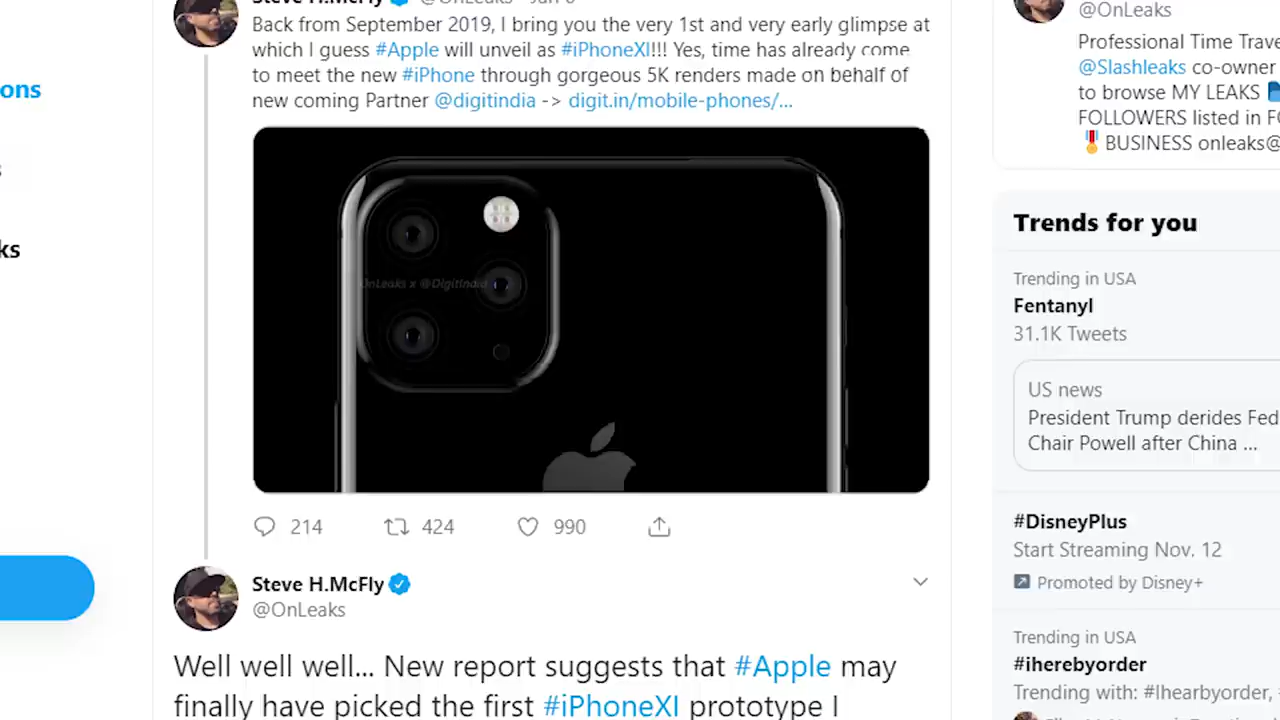 Steve H.McFly @OnLeaks · Jan 6
Back from September 2019, I bring you the very 1st and very early glimpse at
which I guess #Apple will unveil as #iPhoneXI!!! Yes, time has already come
to meet the new #iPhone through gorgeous 5K renders made on behalf of
new coming Partner @digitindia -> digit.in/mobile-phones/...
OnLeaks x @DigitIndia
214 424 990
Steve H.McFly
@OnLeaks
Well well well... New report suggests that #Apple may
finally have picked the first #iPhoneXI prototype I
ons
s
ks
@OnLeaks
Professional Time Trave
@Slashleaks co-owner
to browse MY LEAKS
FOLLOWERS listed in FO
BUSINESS onleaks@
Trends for you
Trending in USA
Fentanyl
31.1K Tweets
US news
President Trump derides Fed
Chair Powell after China ...
#DisneyPlus
Start Streaming Nov. 12
Promoted by Disney+
Trending in USA
#iherebyorder
Trending with: #Ihearbyorder,